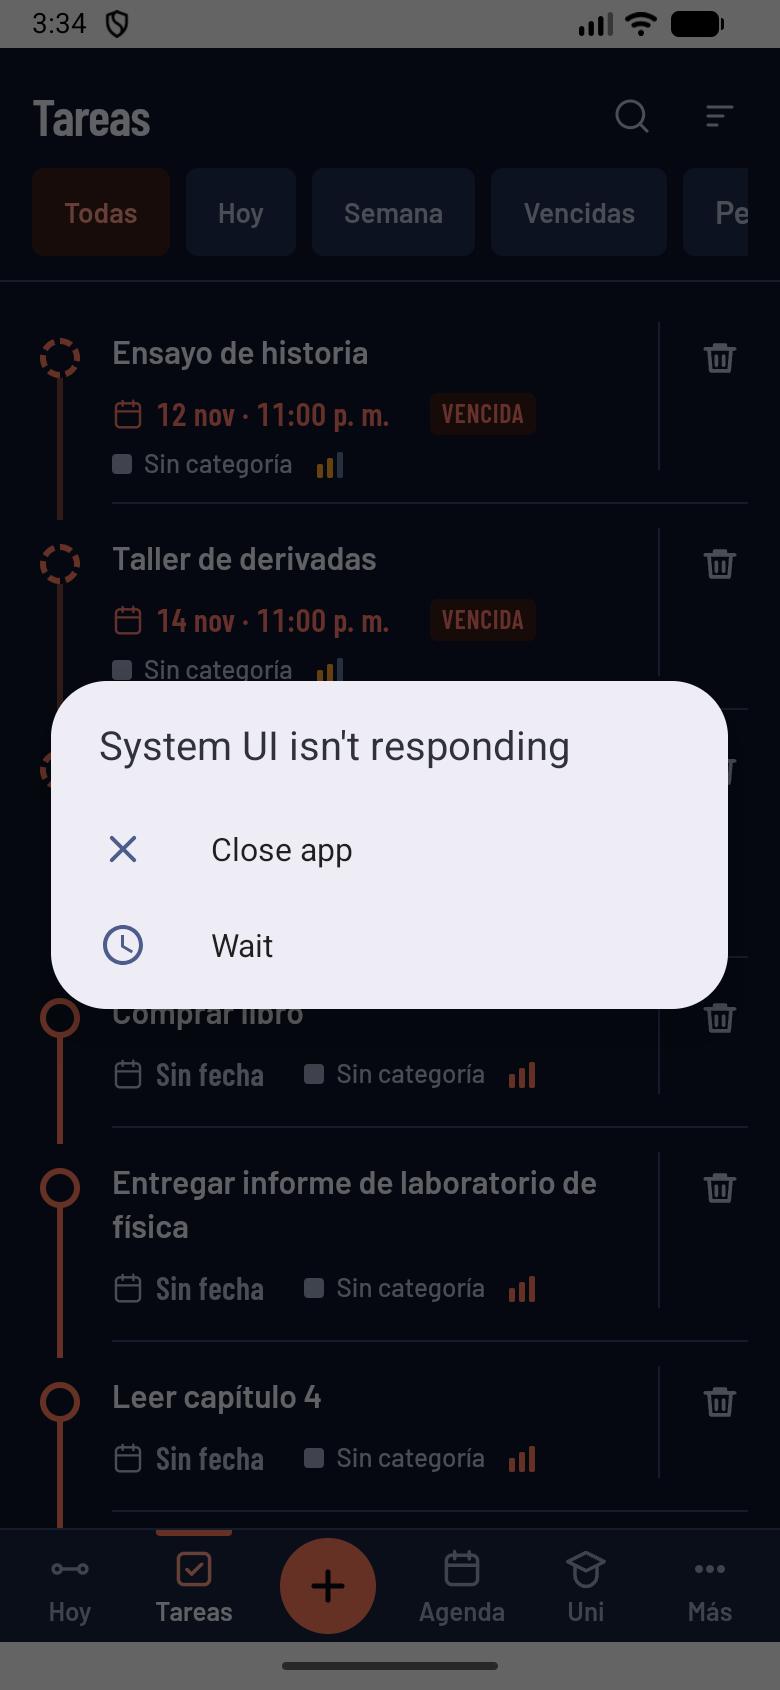 3:34
Tareas
Todas
Hoy
Semana
Vencidas
Pe
Ensayo de historia
12 nov · 11:00 p. m.
VENCIDA
Sin categoría
Taller de derivadas
14 nov · 11:00 p. m.
VENCIDA
Sin categoría
System UI isn't responding
Close app
Wait
Comprar libro
Sin fecha
Sin categoría
Entregar informe de laboratorio de
física
Sin fecha
Sin categoría
Leer capítulo 4
Sin fecha
Sin categoría
Hoy
Tareas
Agenda
Uni
Más